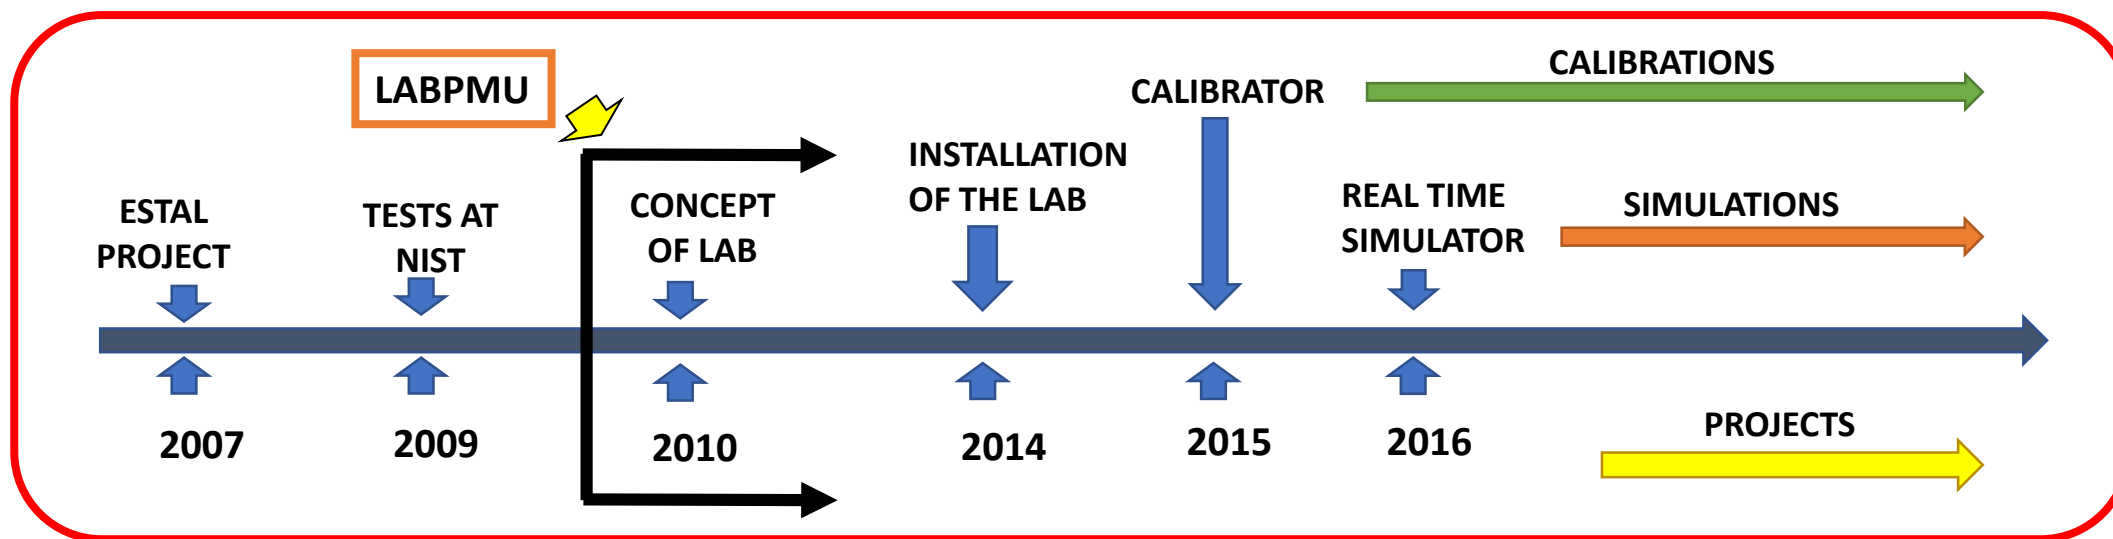 LABPMU
ESTAL
PROJECT
TESTS AT
NIST
CONCEPT
OF LAB
INSTALLATION
OF THE LAB
CALIBRATOR
REAL TIME
SIMULATOR
CALIBRATIONS
SIMULATIONS
2007
2009
2010
2014
2015
2016
PROJECTS